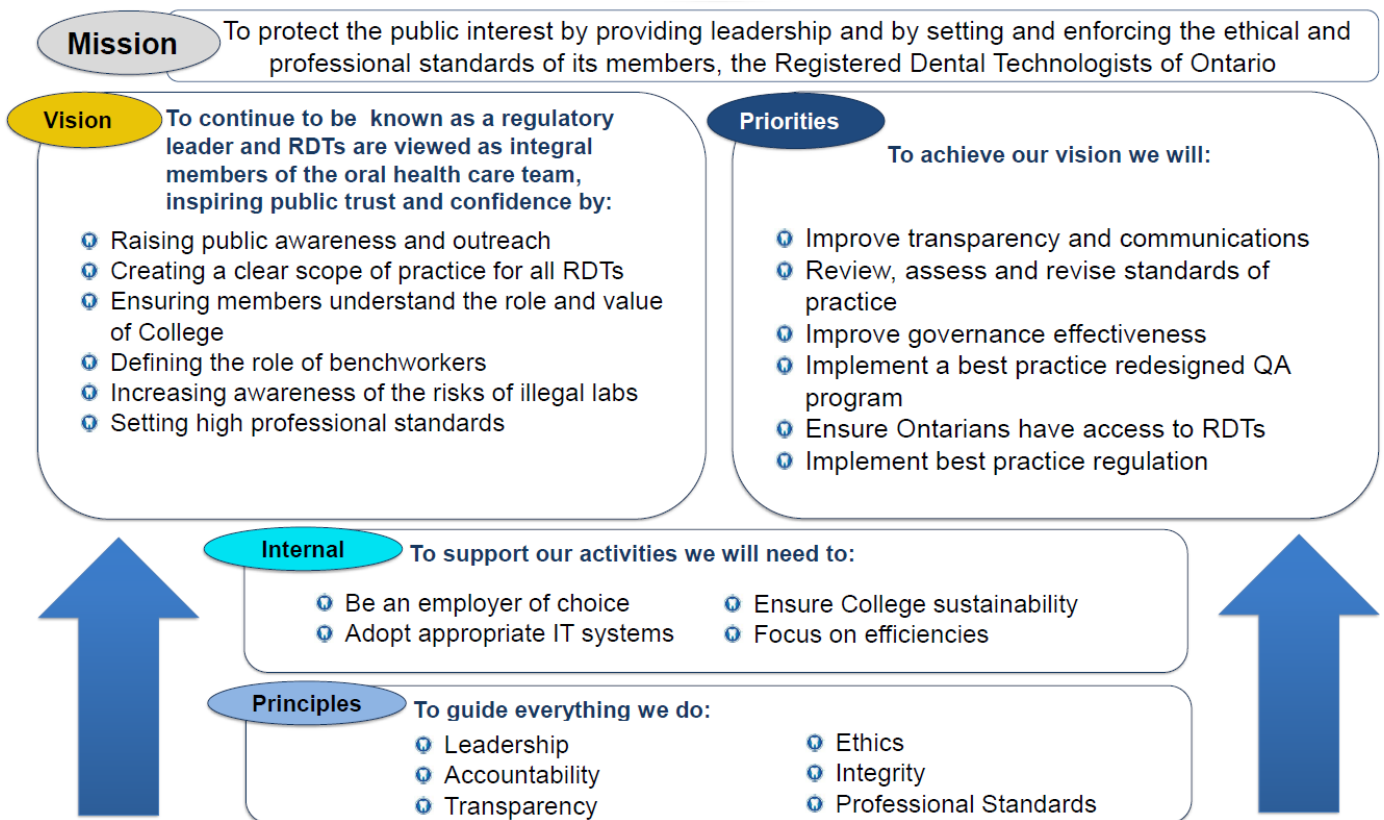 Mission
To protect the public interest by providing leadership and by setting and enforcing the ethical and
professional standards of its members, the Registered Dental Technologists of Ontario
Vision
To continue to be known as a regulatory
leader and RDTs are viewed as integral
members of the oral health care team,
inspiring public trust and confidence by:
Raising public awareness and outreach
Creating a clear scope of practice for all RDTs
Ensuring members understand the role and value
of College
Defining the role of benchworkers
Increasing awareness of the risks of illegal labs
Setting high professional standards
Priorities
To achieve our vision we will:
Improve transparency and communications
Review, assess and revise standards of
practice
Improve governance effectiveness
Implement a best practice redesigned QA
program
Ensure Ontarians have access to RDTs
Implement best practice regulation
Internal
To support our activities we will need to:
Be an employer of choice
Adopt appropriate IT systems
Ensure College sustainability
Focus on efficiencies
Principles
To guide everything we do:
Leadership
Accountability
Transparency
Ethics
Integrity
Professional Standards